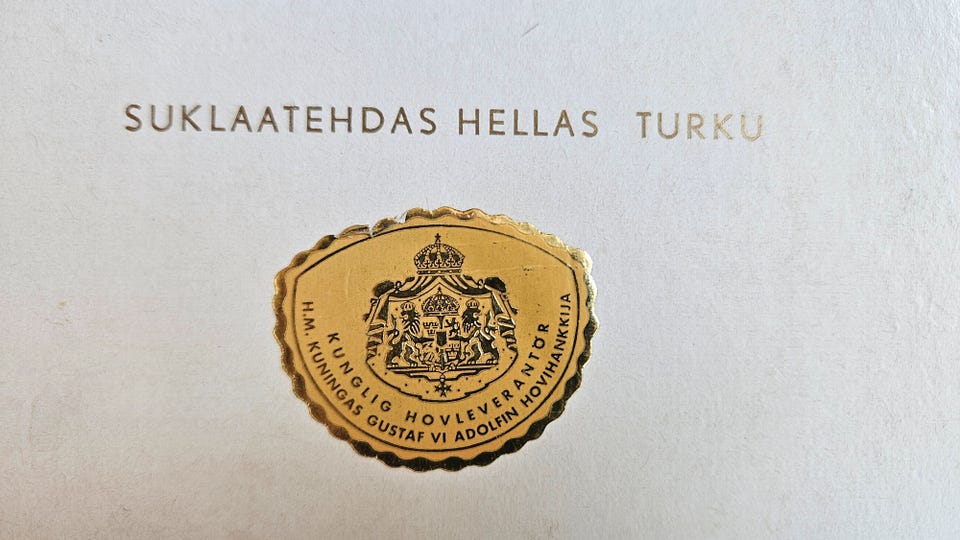 SUKLAATEHDAS HELLAS TURKU
KUNGLIG HOVLEVERANTÖR
H.M. KUNINGAS GUSTAF VI ADOLFIN HOVIHANKKIJA